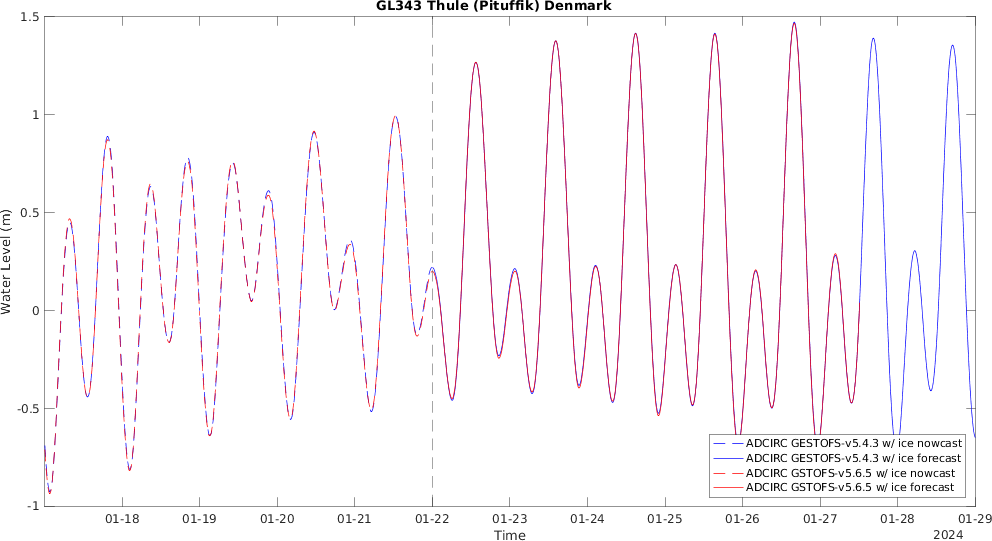 GL343 Thule (Pituffik) Denmark
1.5
1
0.5
0
-0.5
-1
Water Level (m)
ADCIRC GESTOFS-v5.4.3 w/ ice nowcast
ADCIRC GESTOFS-v5.4.3 w/ ice forecast
ADCIRC GSTOFS-v5.6.5 w/ ice nowcast
ADCIRC GSTOFS-v5.6.5 w/ ice forecast
01-18 01-19 01-20 01-21 01-22 01-23 01-24 01-25 01-26 01-27 01-28 01-29
Time
2024